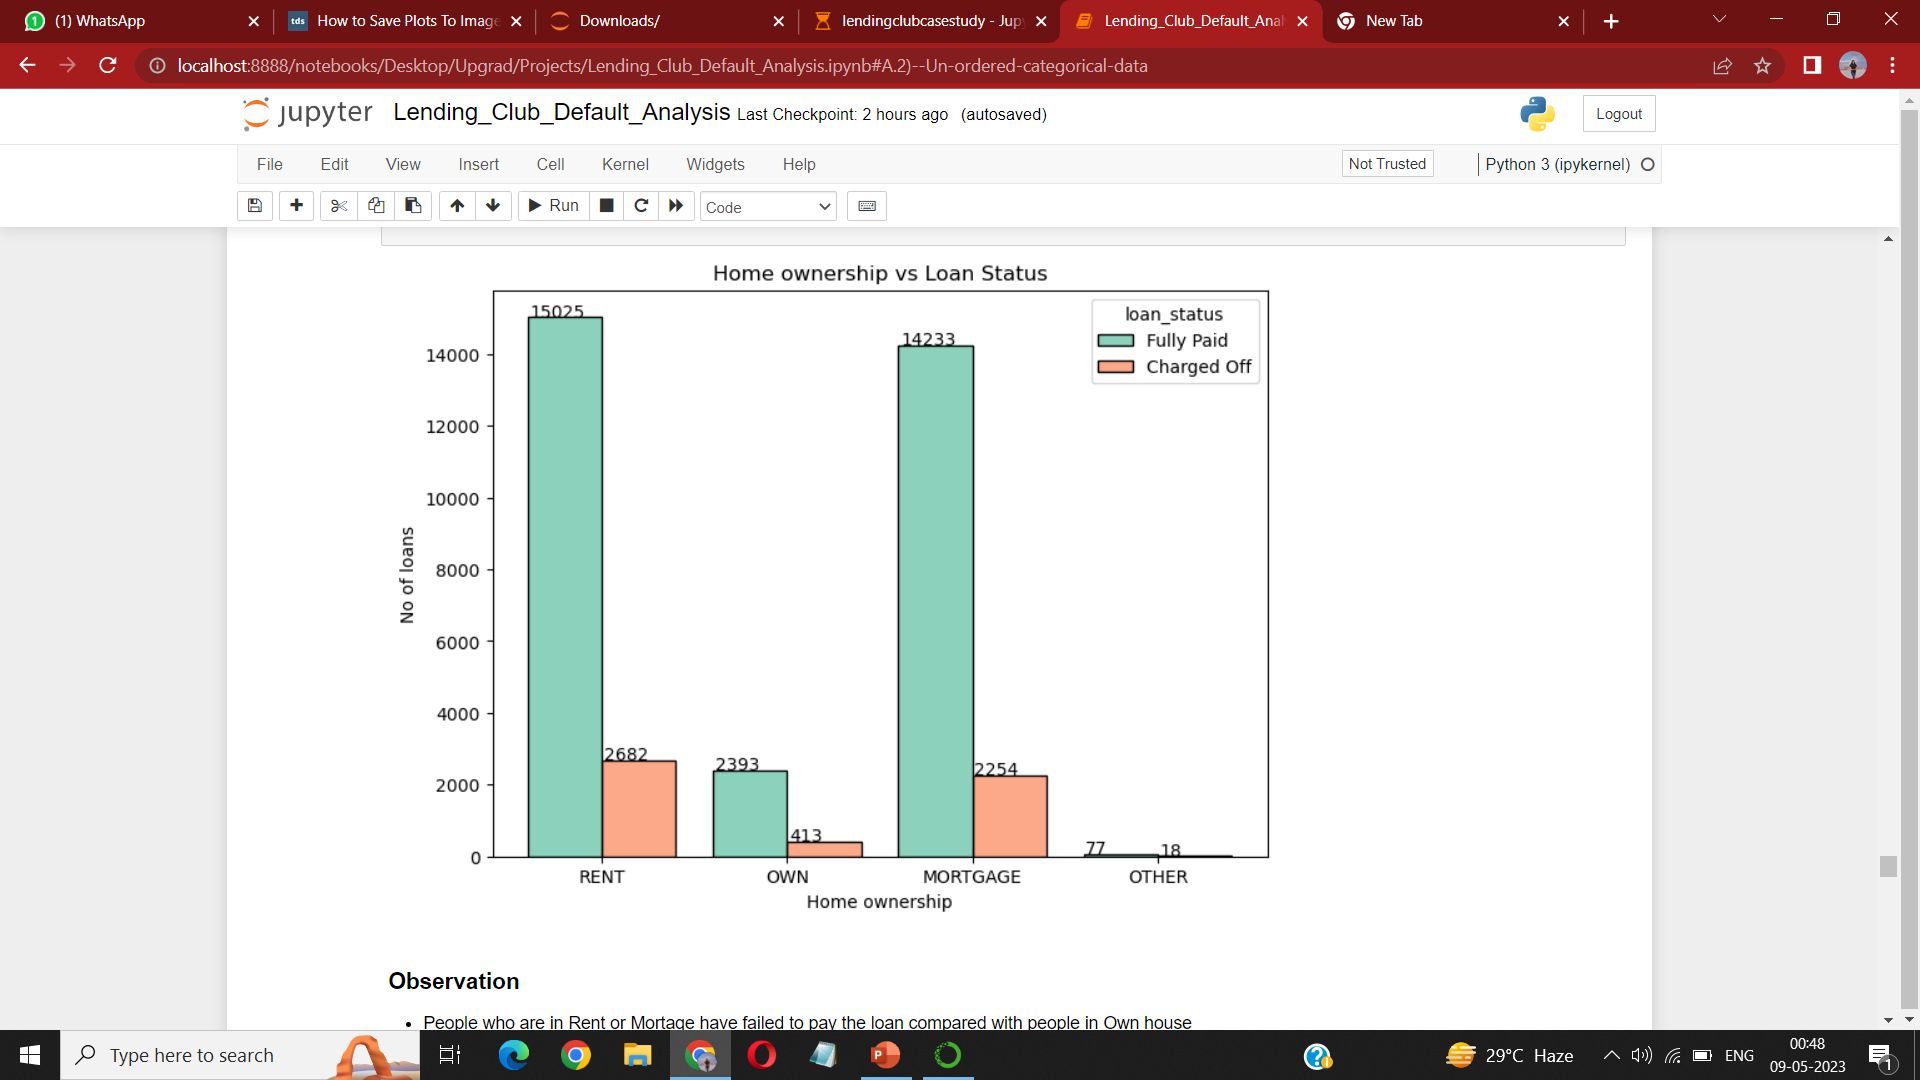 (1) WhatsApp
tds How to Save Plots To Image
Downloads/
lendingclubcasestudy - Jup
Lending_Club_Default_Anal
New Tab
localhost:8888/notebooks/Desktop/Upgrad/Projects/Lending_Club_Default_Analysis.ipynb#A.2)--Un-ordered-categorical-data
jupyter Lending_Club_Default_Analysis Last Checkpoint: 2 hours ago (autosaved)
Logout
File Edit View Insert Cell Kernel Widgets Help
Not Trusted
Python 3 (ipykernel)
Run
Code
Home ownership vs Loan Status
loan_status
Fully Paid
Charged Off
15025
14233
14000
12000
10000
8000
6000
4000
2000
0
No of loans
2682
2393
413
2254
77
18
RENT OWN MORTGAGE OTHER
Home ownership
Observation
• People who are in Rent or Mortage have failed to pay the loan compared with people in Own house
Type here to search
29°C Haze
ENG
00:48
09-05-2023
1